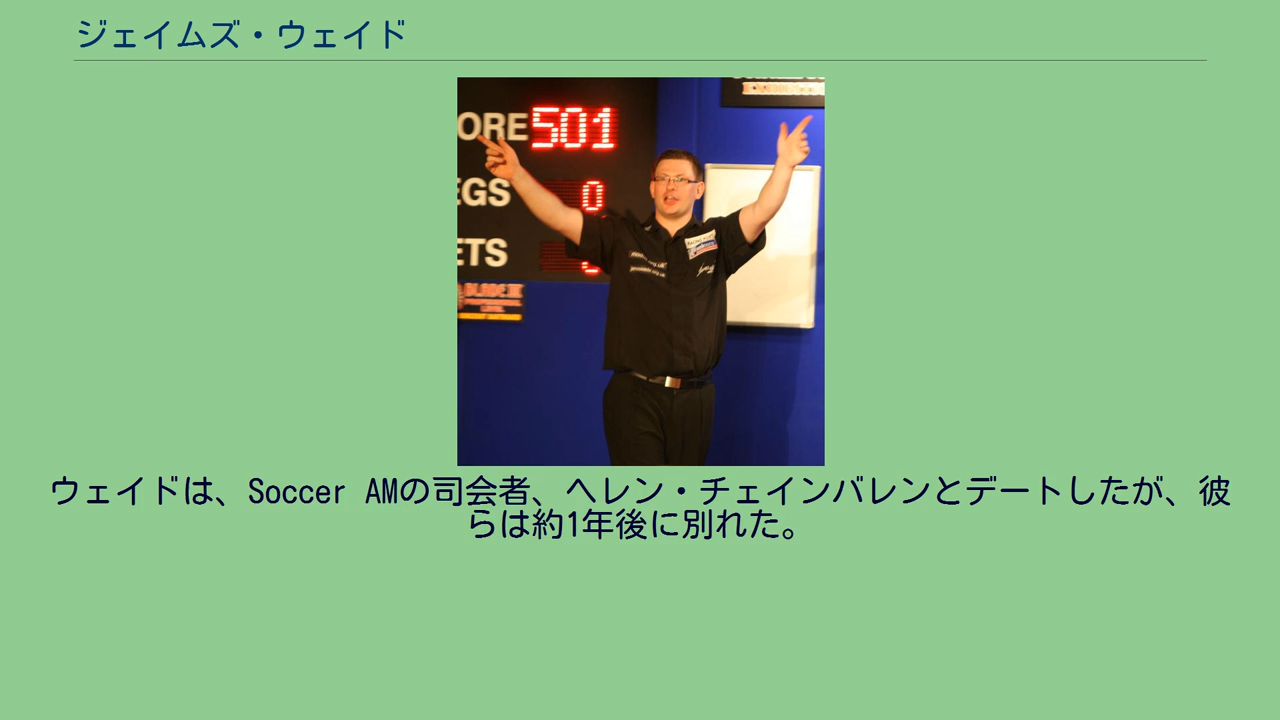 ジェイムズ・ウェイド
ORE 501
EGS 0
ETS
ウェイドは、Soccer AMの司会者、ヘレン・チェインバレンとデートしたが、彼
らは約1年後に別れた。